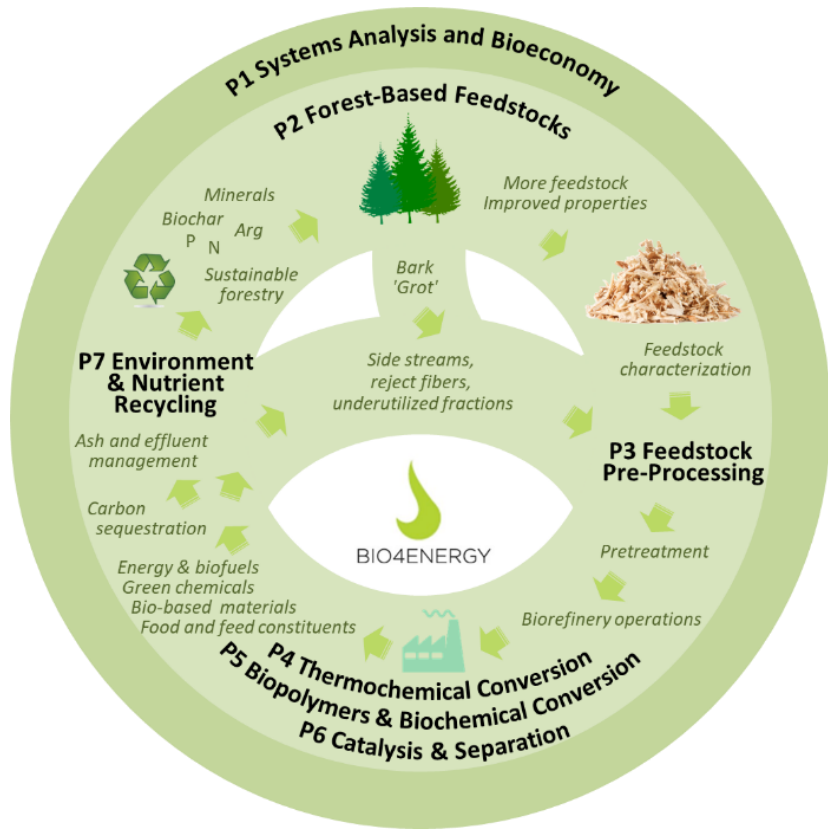 P1 Systems Analysis and Bioeconomy
P2 Forest-Based Feedstocks
More feedstock
Improved properties
Minerals
Biochar
Arg
P
N
Sustainable
forestry
Bark
'Grot'
Side streams,
reject fibers,
underutilized fractions
Feedstock
characterization
P7 Environment
& Nutrient
Recycling
P3 Feedstock
Pre-Processing
Ash and effluent
management
Carbon
sequestration
BIO4ENERGY
Pretreatment
Biorefinery operations
Energy & biofuels
Green chemicals
Bio-based materials
Food and feed constituents
P4 Thermochemical Conversion
P5 Biopolymers & Biochemical Conversion
P6 Catalysis & Separation